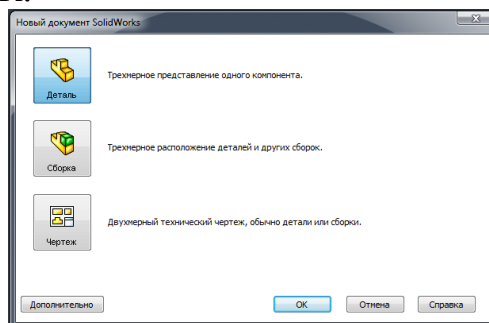 Новый документ SolidWorks
Деталь
Трехмерное представление одного компонента.
Сборка
Трехмерное расположение деталей и других сборок.
Чертеж
Двухмерный технический чертеж, обычно детали или сборки.
Дополнительно
OK
Отмена
Справка